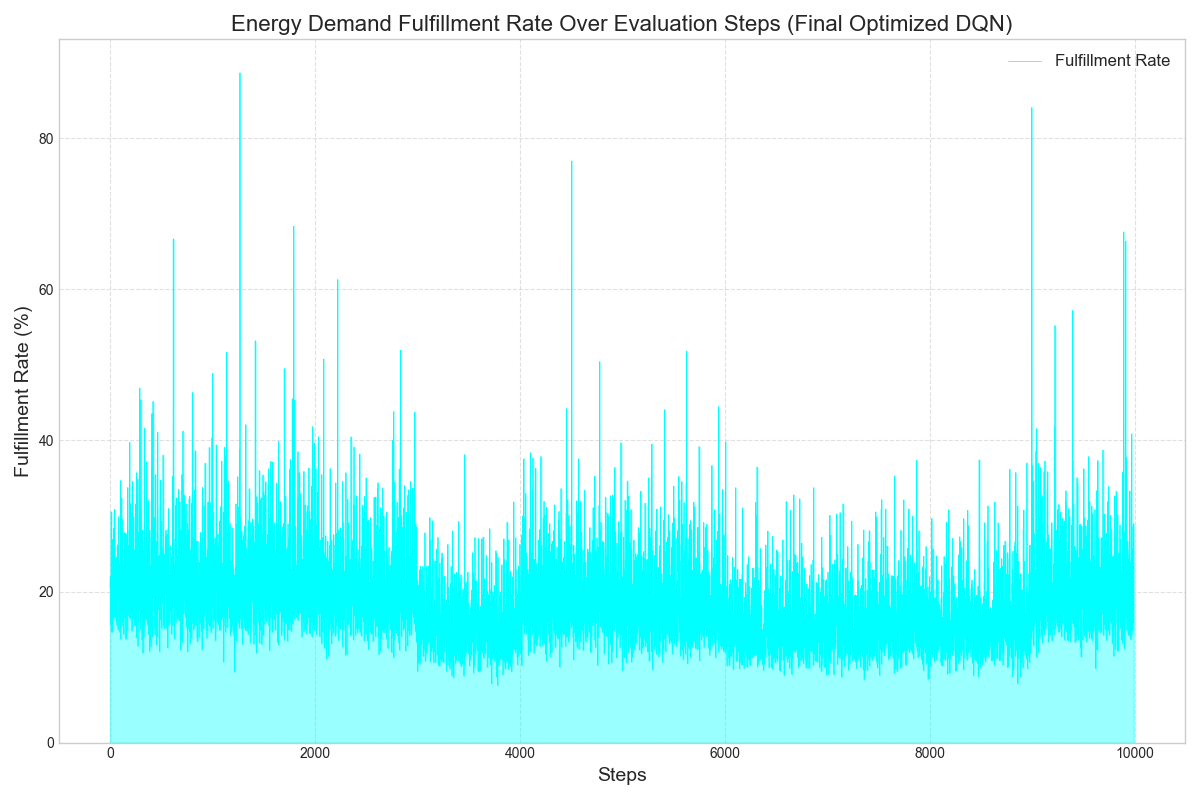 Energy Demand Fulfillment Rate Over Evaluation Steps (Final Optimized DQN)
Fulfillment Rate
Fulfillment Rate (%)
80
60
40
20
0
0 2000 4000 6000 8000 10000
Steps